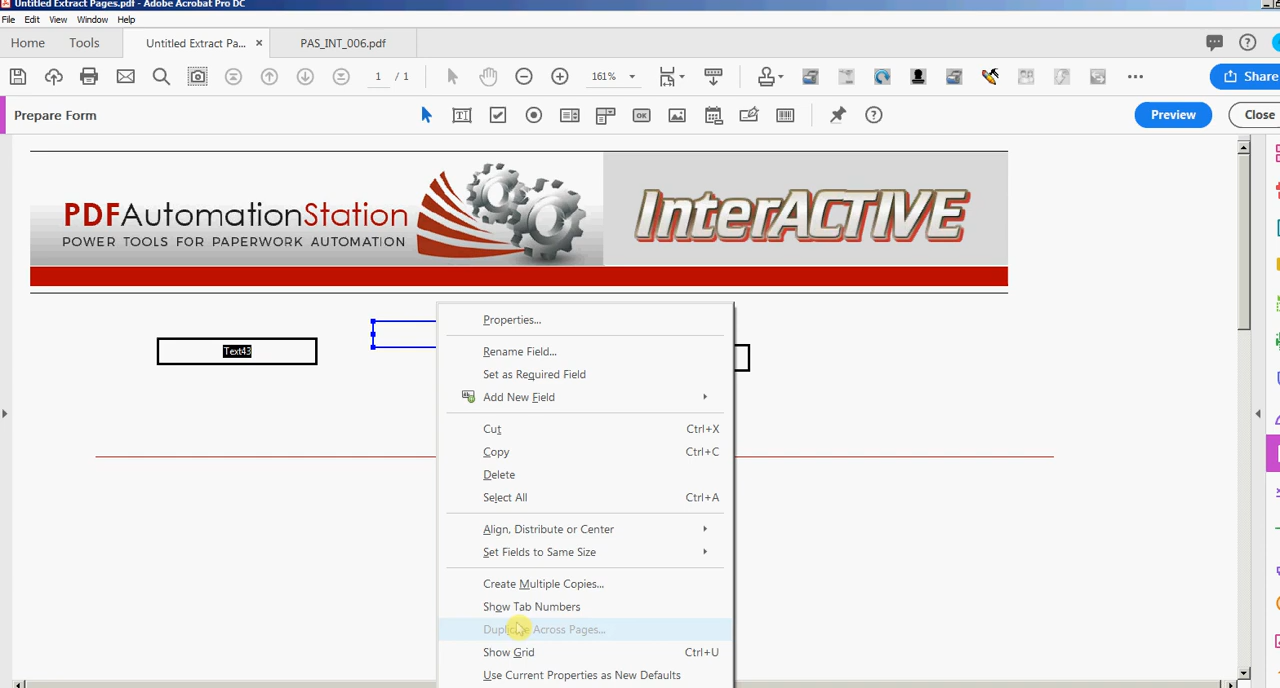 Untitled Extract Pages.pdf - Adobe Acrobat Pro DC
File Edit View Window Help
Home Tools Untitled Extract Pa... × PAS_INT_006.pdf
1 / 1 161% Share
Prepare Form Preview Close
PDFAutomationStation
POWER TOOLS FOR PAPERWORK AUTOMATION
InterACTIVE
Text43
Properties...
Rename Field...
Set as Required Field
Add New Field
Cut Ctrl+X
Copy Ctrl+C
Delete
Select All Ctrl+A
Align, Distribute or Center
Set Fields to Same Size
Create Multiple Copies...
Show Tab Numbers
Duplicate Across Pages...
Show Grid Ctrl+U
Use Current Properties as New Defaults